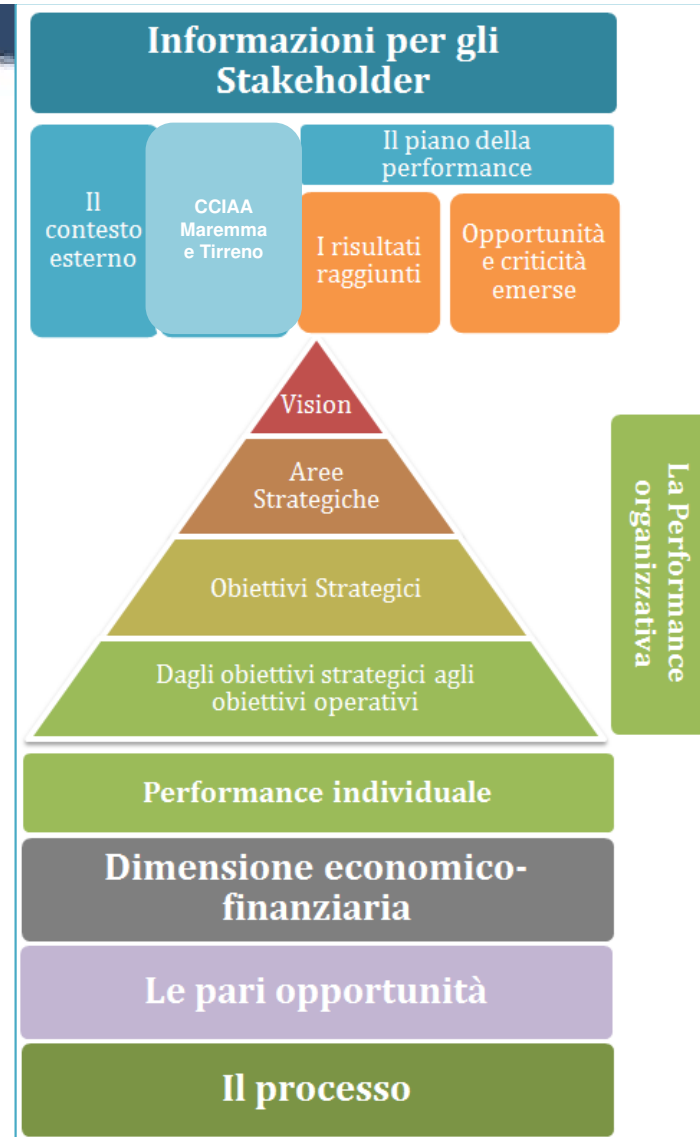 Informazioni per gli
Stakeholder
Il
contesto
esterno
CCIAA
Maremma
e Tirreno
Il piano della
performance
I risultati
raggiunti
Opportunità
e criticità
emerse
Vision
Aree
Strategiche
Obiettivi Strategici
Dagli obiettivi strategici agli
obiettivi operativi
La Performance
organizzativa
Performance individuale
Dimensione economico-
finanziaria
Le pari opportunità
Il processo